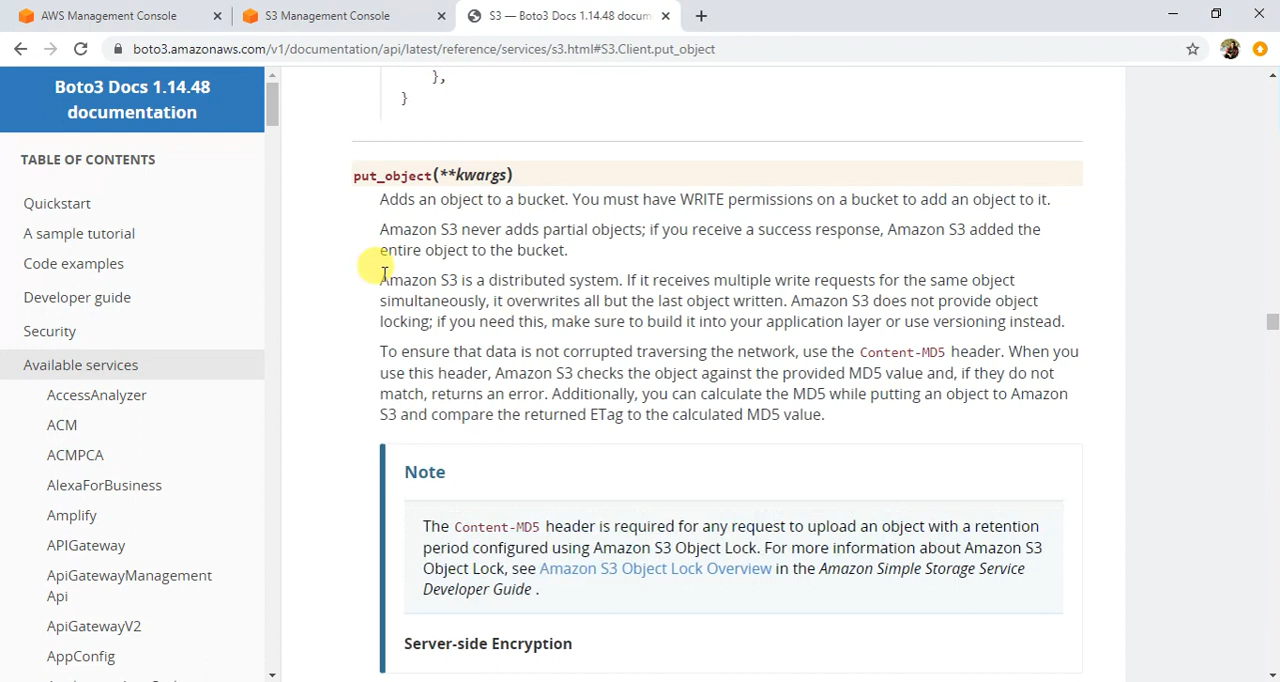 AWS Management Console
S3 Management Console
S3 — Boto3 Docs 1.14.48 docum
boto3.amazonaws.com/v1/documentation/api/latest/reference/services/s3.html#S3.Client.put_object
Boto3 Docs 1.14.48
documentation
TABLE OF CONTENTS
Quickstart
A sample tutorial
Code examples
Developer guide
Security
Available services
AccessAnalyzer
ACM
ACMPCA
AlexaForBusiness
Amplify
APIGateway
ApiGatewayManagement
Api
ApiGatewayV2
AppConfig
},
}
put_object(**kwargs)
Adds an object to a bucket. You must have WRITE permissions on a bucket to add an object to it.
Amazon S3 never adds partial objects; if you receive a success response, Amazon S3 added the
entire object to the bucket.
Amazon S3 is a distributed system. If it receives multiple write requests for the same object
simultaneously, it overwrites all but the last object written. Amazon S3 does not provide object
locking; if you need this, make sure to build it into your application layer or use versioning instead.
To ensure that data is not corrupted traversing the network, use the Content-MD5 header. When you
use this header, Amazon S3 checks the object against the provided MD5 value and, if they do not
match, returns an error. Additionally, you can calculate the MD5 while putting an object to Amazon
S3 and compare the returned ETag to the calculated MD5 value.
Note
The Content-MD5 header is required for any request to upload an object with a retention
period configured using Amazon S3 Object Lock. For more information about Amazon S3
Object Lock, see Amazon S3 Object Lock Overview in the Amazon Simple Storage Service
Developer Guide .
Server-side Encryption